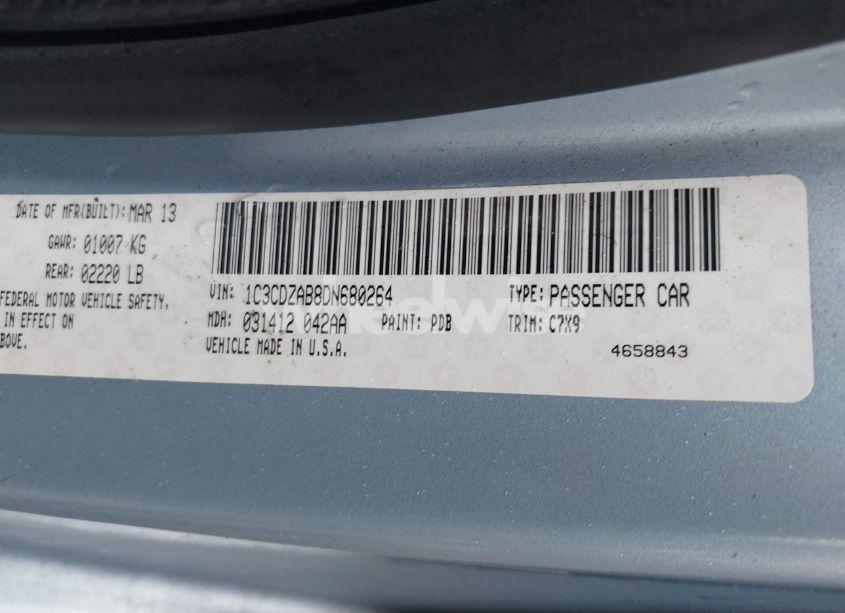 DATE OF MFR(BUILT): MAR 13
GAWR: 01007 KG
REAR: 02220 LB
FEDERAL MOTOR VEHICLE SAFETY,
IN EFFECT ON
BOVE.
VIN: 1C3CDZAB8DN680264 TYPE: PASSENGER CAR
MDH: 031412 042AA PAINT: PDB TRIM: C7X9
VEHICLE MADE IN U.S.A. 4658843